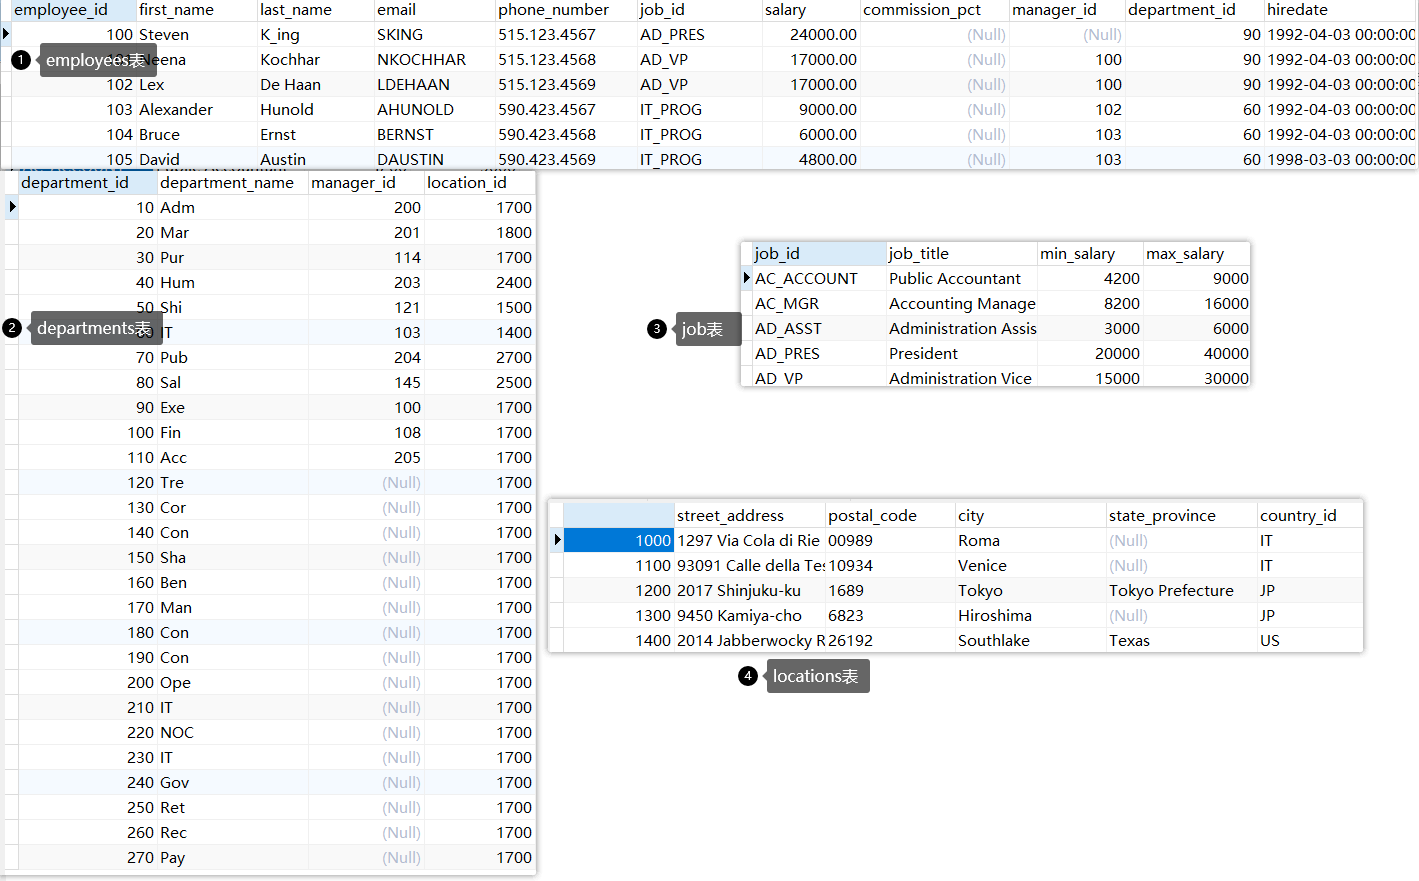 employee_id first_name last_name email phone_number job_id salary commission_pct manager_id department_id hiredate
100 Steven K_ing SKING 515.123.4567 AD_PRES 24000.00 (Null) (Null) 90 1992-04-03 00:00:00
1 employees表 Kochhar NKOCHHAR 515.123.4568 AD_VP 17000.00 (Null) 100 90 1992-04-03 00:00:00
102 Lex De Haan LDEHAAN 515.123.4569 AD_VP 17000.00 (Null) 100 90 1992-04-03 00:00:00
103 Alexander Hunold AHUNOLD 590.423.4567 IT_PROG 9000.00 (Null) 102 60 1992-04-03 00:00:00
104 Bruce Ernst BERNST 590.423.4568 IT_PROG 6000.00 (Null) 103 60 1992-04-03 00:00:00
105 David Austin DAUSTIN 590.423.4569 IT_PROG 4800.00 (Null) 103 60 1998-03-03 00:00:00
department_id department_name manager_id location_id
10 Adm 200 1700
20 Mar 201 1800
30 Pur 114 1700
40 Hum 203 2400
50 Shi 121 1500
2 departments表
IT 103 1400
70 Pub 204 2700
80 Sal 145 2500
90 Exe 100 1700
100 Fin 108 1700
110 Acc 205 1700
120 Tre (Null) 1700
130 Cor (Null) 1700
140 Con (Null) 1700
150 Sha (Null) 1700
160 Ben (Null) 1700
170 Man (Null) 1700
180 Con (Null) 1700
190 Con (Null) 1700
200 Ope (Null) 1700
210 IT (Null) 1700
220 NOC (Null) 1700
230 IT (Null) 1700
240 Gov (Null) 1700
250 Ret (Null) 1700
260 Rec (Null) 1700
270 Pay (Null) 1700
job_id job_title min_salary max_salary
AC_ACCOUNT Public Accountant 4200 9000
AC_MGR Accounting Manage 8200 16000
AD_ASST Administration Assis 3000 6000
AD_PRES President 20000 40000
AD_VP Administration Vice 15000 30000
3 job表
street_address postal_code city state_province country_id
1000 1297 Via Cola di Rie 00989 Roma (Null) IT
1100 93091 Calle della Tes 10934 Venice (Null) IT
1200 2017 Shinjuku-ku 1689 Tokyo Tokyo Prefecture JP
1300 9450 Kamiya-cho 6823 Hiroshima (Null) JP
1400 2014 Jabberwocky R 26192 Southlake Texas US
4 locations表